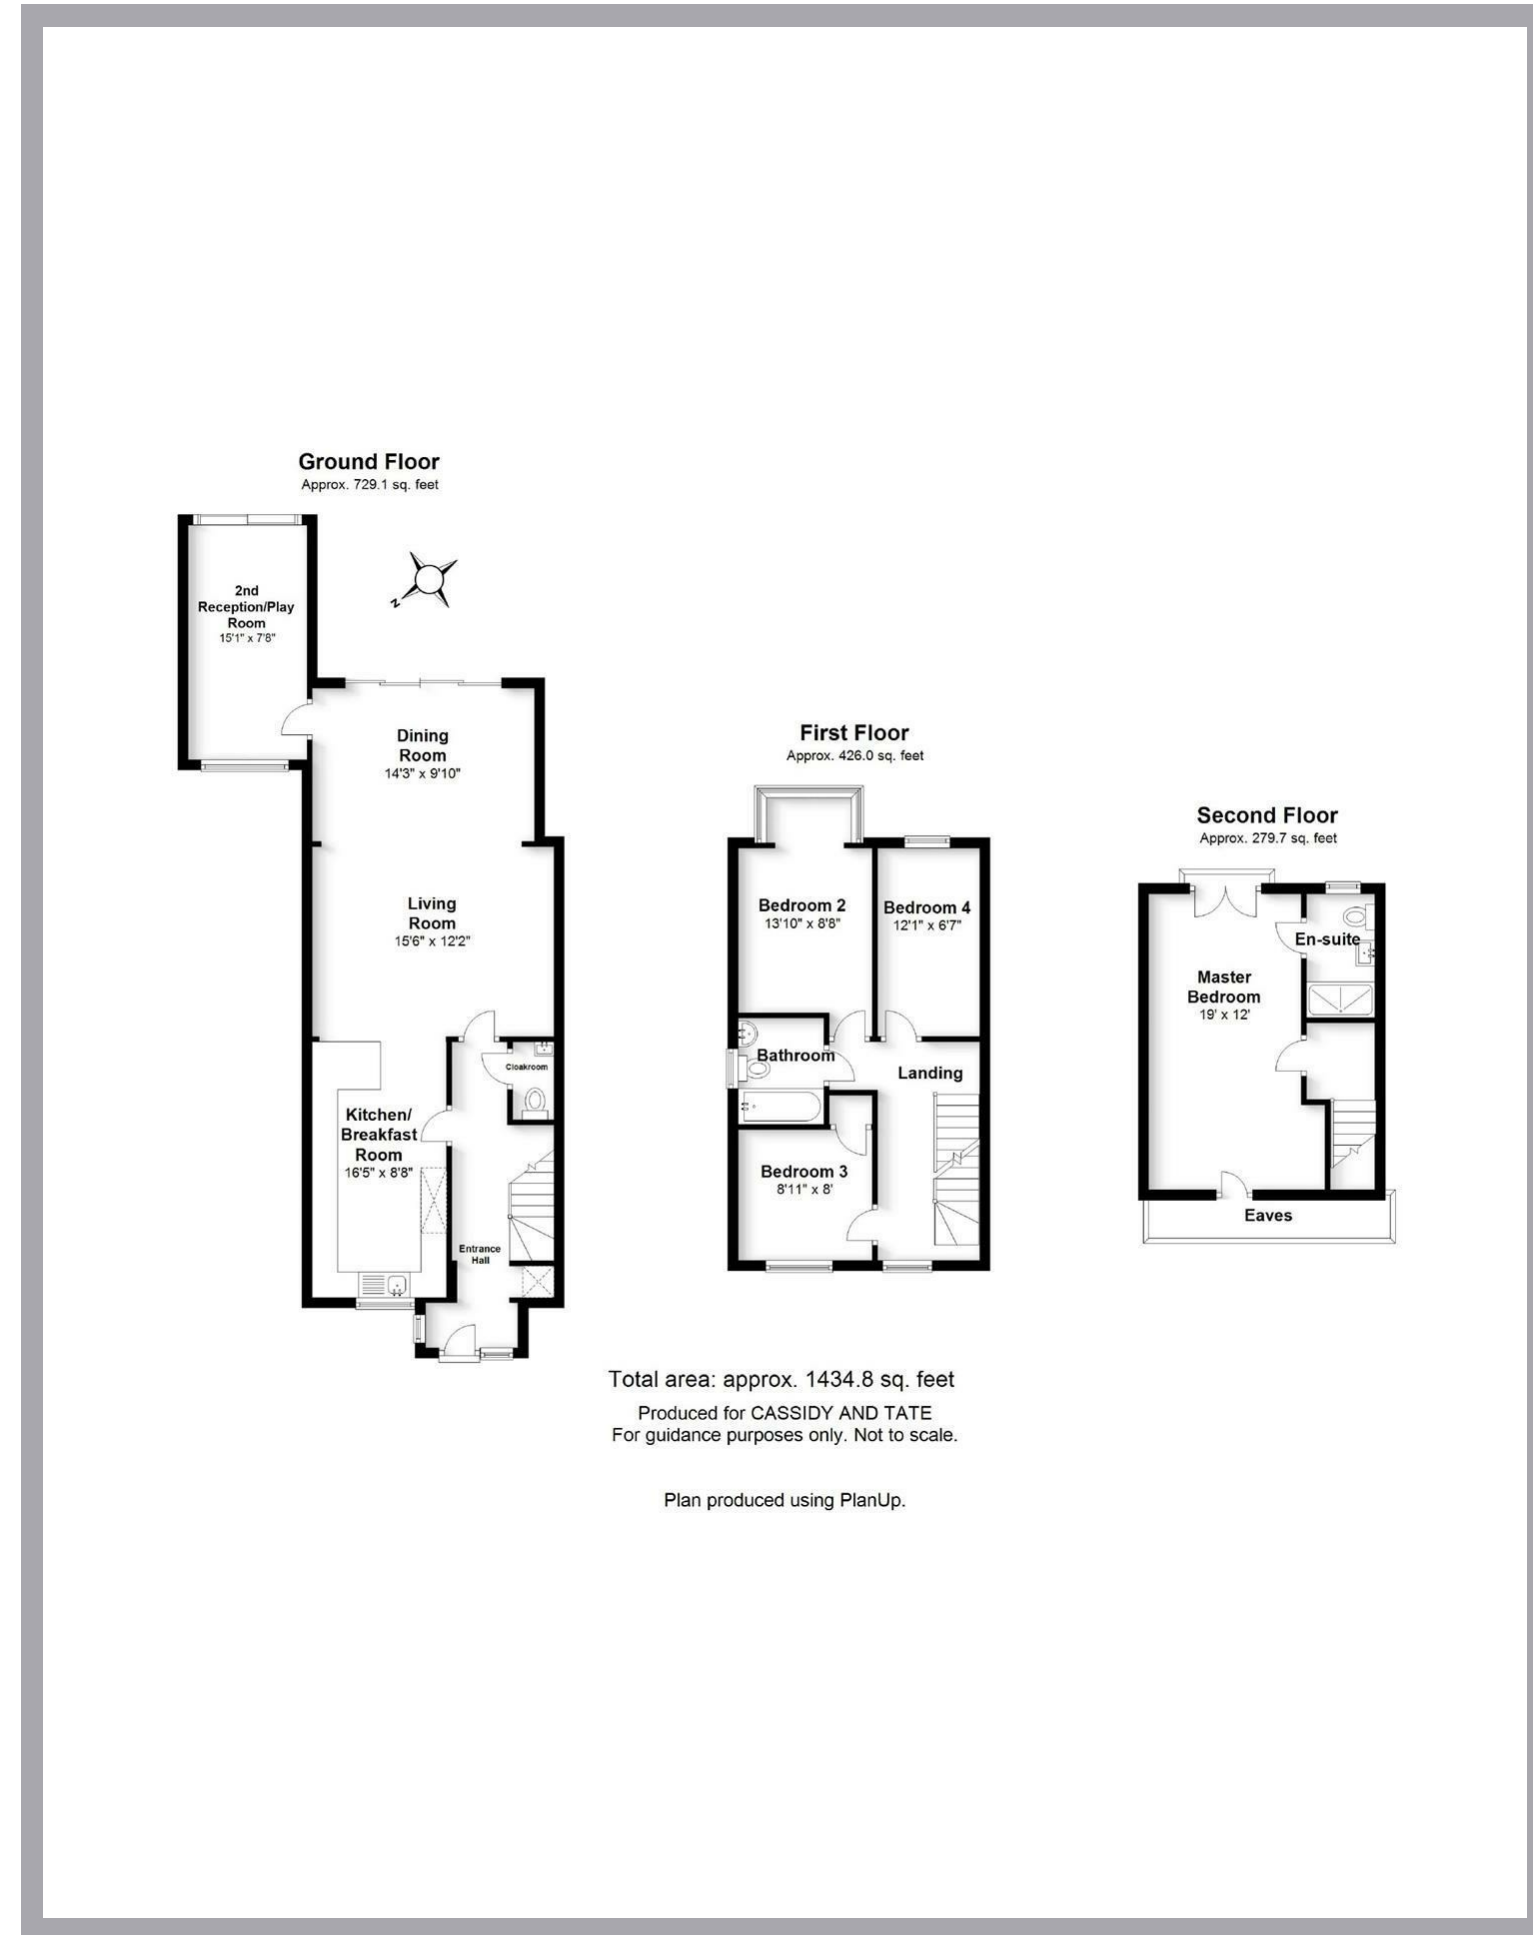 Ground Floor
Approx. 729.1 sq. feet
2nd
Reception/Play
Room
15'1" x 7'8"
N
Dining
Room
14'3" x 9'10"
Living
Room
15'6" x 12'2"
Cloakroom
Kitchen/
Breakfast
Room
16'5" x 8'8"
Entrance
Hall
First Floor
Approx. 426.0 sq. feet
Bedroom 2
13'10" x 8'8"
Bedroom 4
12'1" x 6'7"
Bathroom
Landing
Bedroom 3
8'11" x 8'
Second Floor
Approx. 279.7 sq. feet
En-suite
Master
Bedroom
19' x 12'
Eaves
Total area: approx. 1434.8 sq. feet
Produced for CASSIDY AND TATE
For guidance purposes only. Not to scale.
Plan produced using PlanUp.